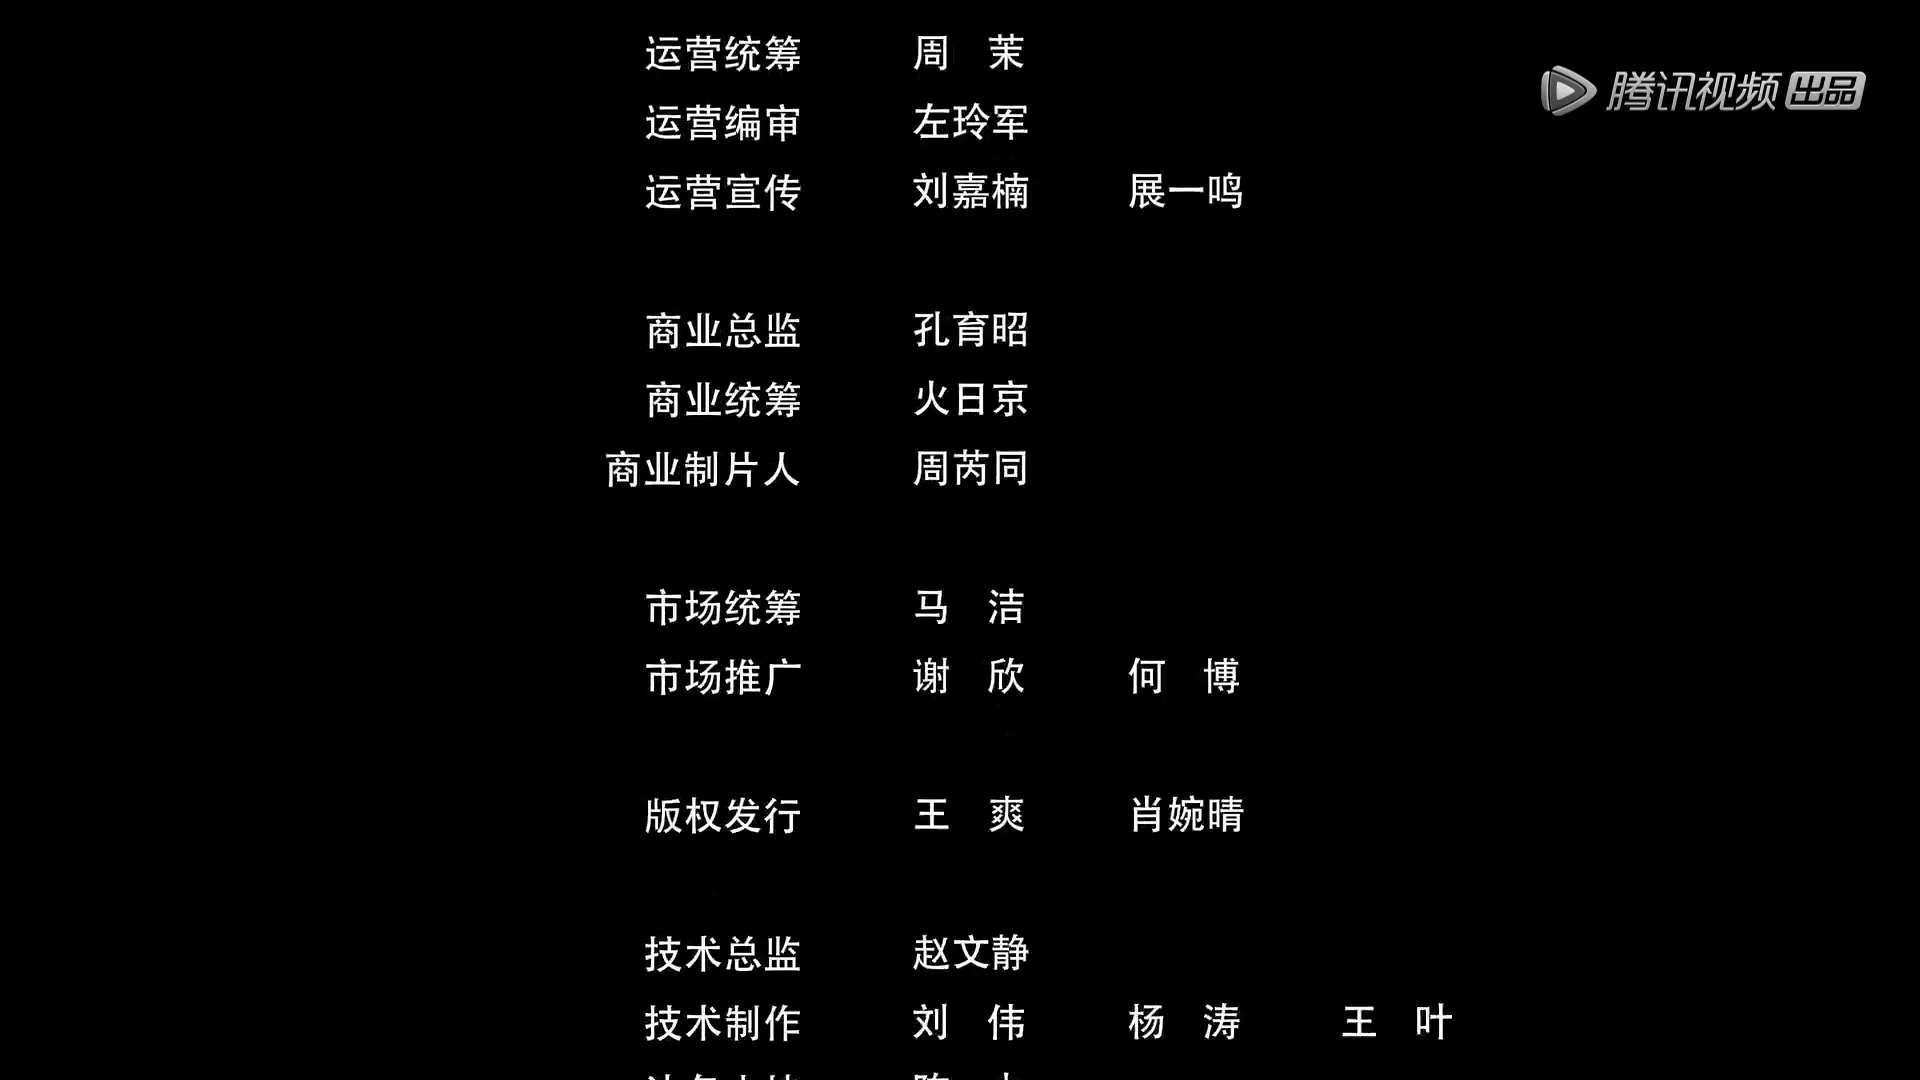 运营统筹 周 茉
腾讯视频 出品
运营编审 左玲军
运营宣传 刘嘉楠 展一鸣
商业总监 孔育昭
商业统筹 火日京
商业制片人 周芮同
市场统筹 马 洁
市场推广 谢 欣 何 博
版权发行 王 爽 肖婉晴
技术总监 赵文静
技术制作 刘 伟 杨 涛 王 叶